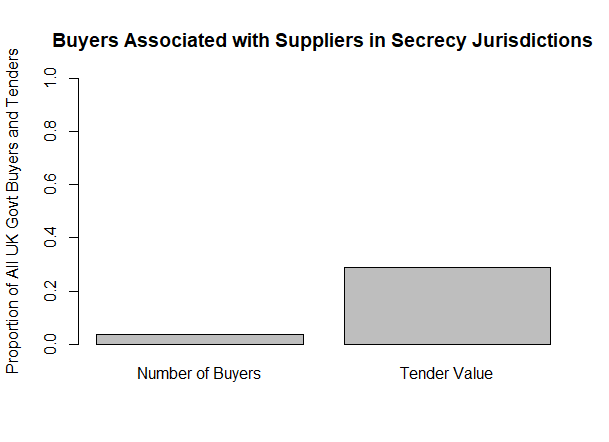 Buyers Associated with Suppliers in Secrecy Jurisdictions
Proportion of All UK Govt Buyers and Tenders
1.0
0.8
0.6
0.4
0.2
0.0
Number of Buyers
Tender Value